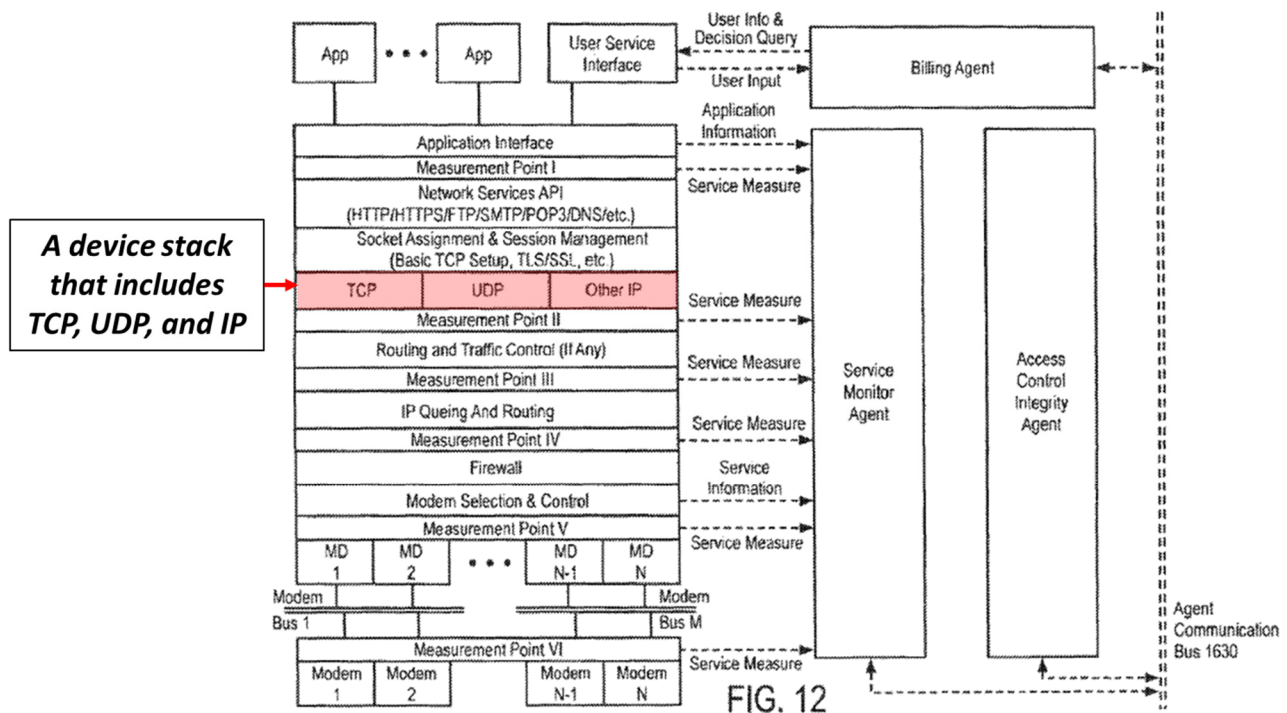 App
App
User Service
Interface
User Info &
Decision Query
User Input
Billing Agent
Application
Information
Application Interface
Measurement Point I
Service Measure
Network Services API
(HTTP/HTTPS/FTP/SMTP/POP3/DNS/etc.)
Socket Assignment & Session Management
(Basic TCP Setup, TLS/SSL, etc.)
A device stack
that includes
TCP, UDP, and IP
TCP
UDP
Other IP
Service Measure
Measurement Point II
Routing and Traffic Control (If Any)
Service Measure
Measurement Point III
IP Queing And Routing
Service Measure
Measurement Point IV
Firewall
Service
Information
Modem Selection & Control
Measurement Point V
Service Measure
MD
1
MD
2
MD
N-1
MD
N
Modem
Bus 1
Modem
Bus M
Measurement Point VI
Service Measure
Modem
1
Modem
2
Modem
N-1
Modem
N
Service
Monitor
Agent
Access
Control
Integrity
Agent
Agent
Communication
Bus 1630
FIG. 12